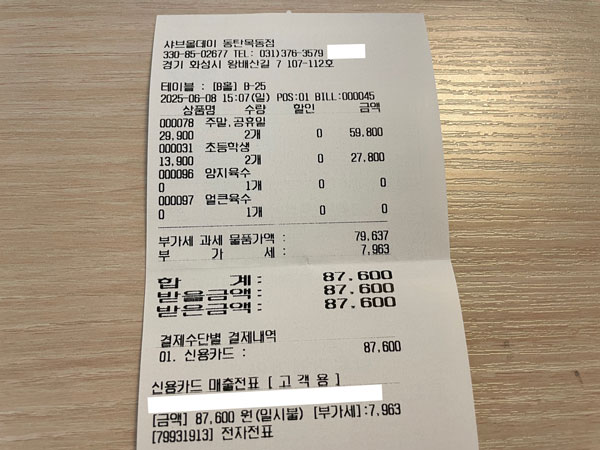 샤브올데이 동탄목동점
330-85-02677 TEL: 031)376-3579
경기 화성시 왕배산길 7 107-112호
테이블 : [B홀] B-25
2025-06-08 15:07(일) POS:01 BILL:000045
상품명 수량 할인 금액
000078 주말,공휴일
29,900 2개 0 59,800
000031 초등학생
13,900 2개 0 27,800
000096 양지육수
0 1개 0 0
000097 얼큰육수
0 1개 0 0
부가세 과세 물품가액 : 79,637
부 가 세 : 7,963
합 계 : 87,600
받을금액 : 87,600
받은금액 : 87,600
결제수단별 결제내역
01. 신용카드 : 87,600
신용카드 매출전표 [ 고 객 용 ]
[금액] 87,600 원(일시불) [부가세]:7,963
[79931913] 전자전표